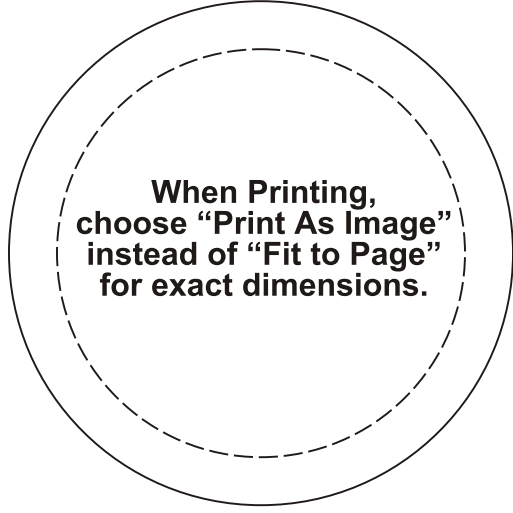 When Printing,
choose “Print As Image”
instead of “Fit to Page”
for exact dimensions.